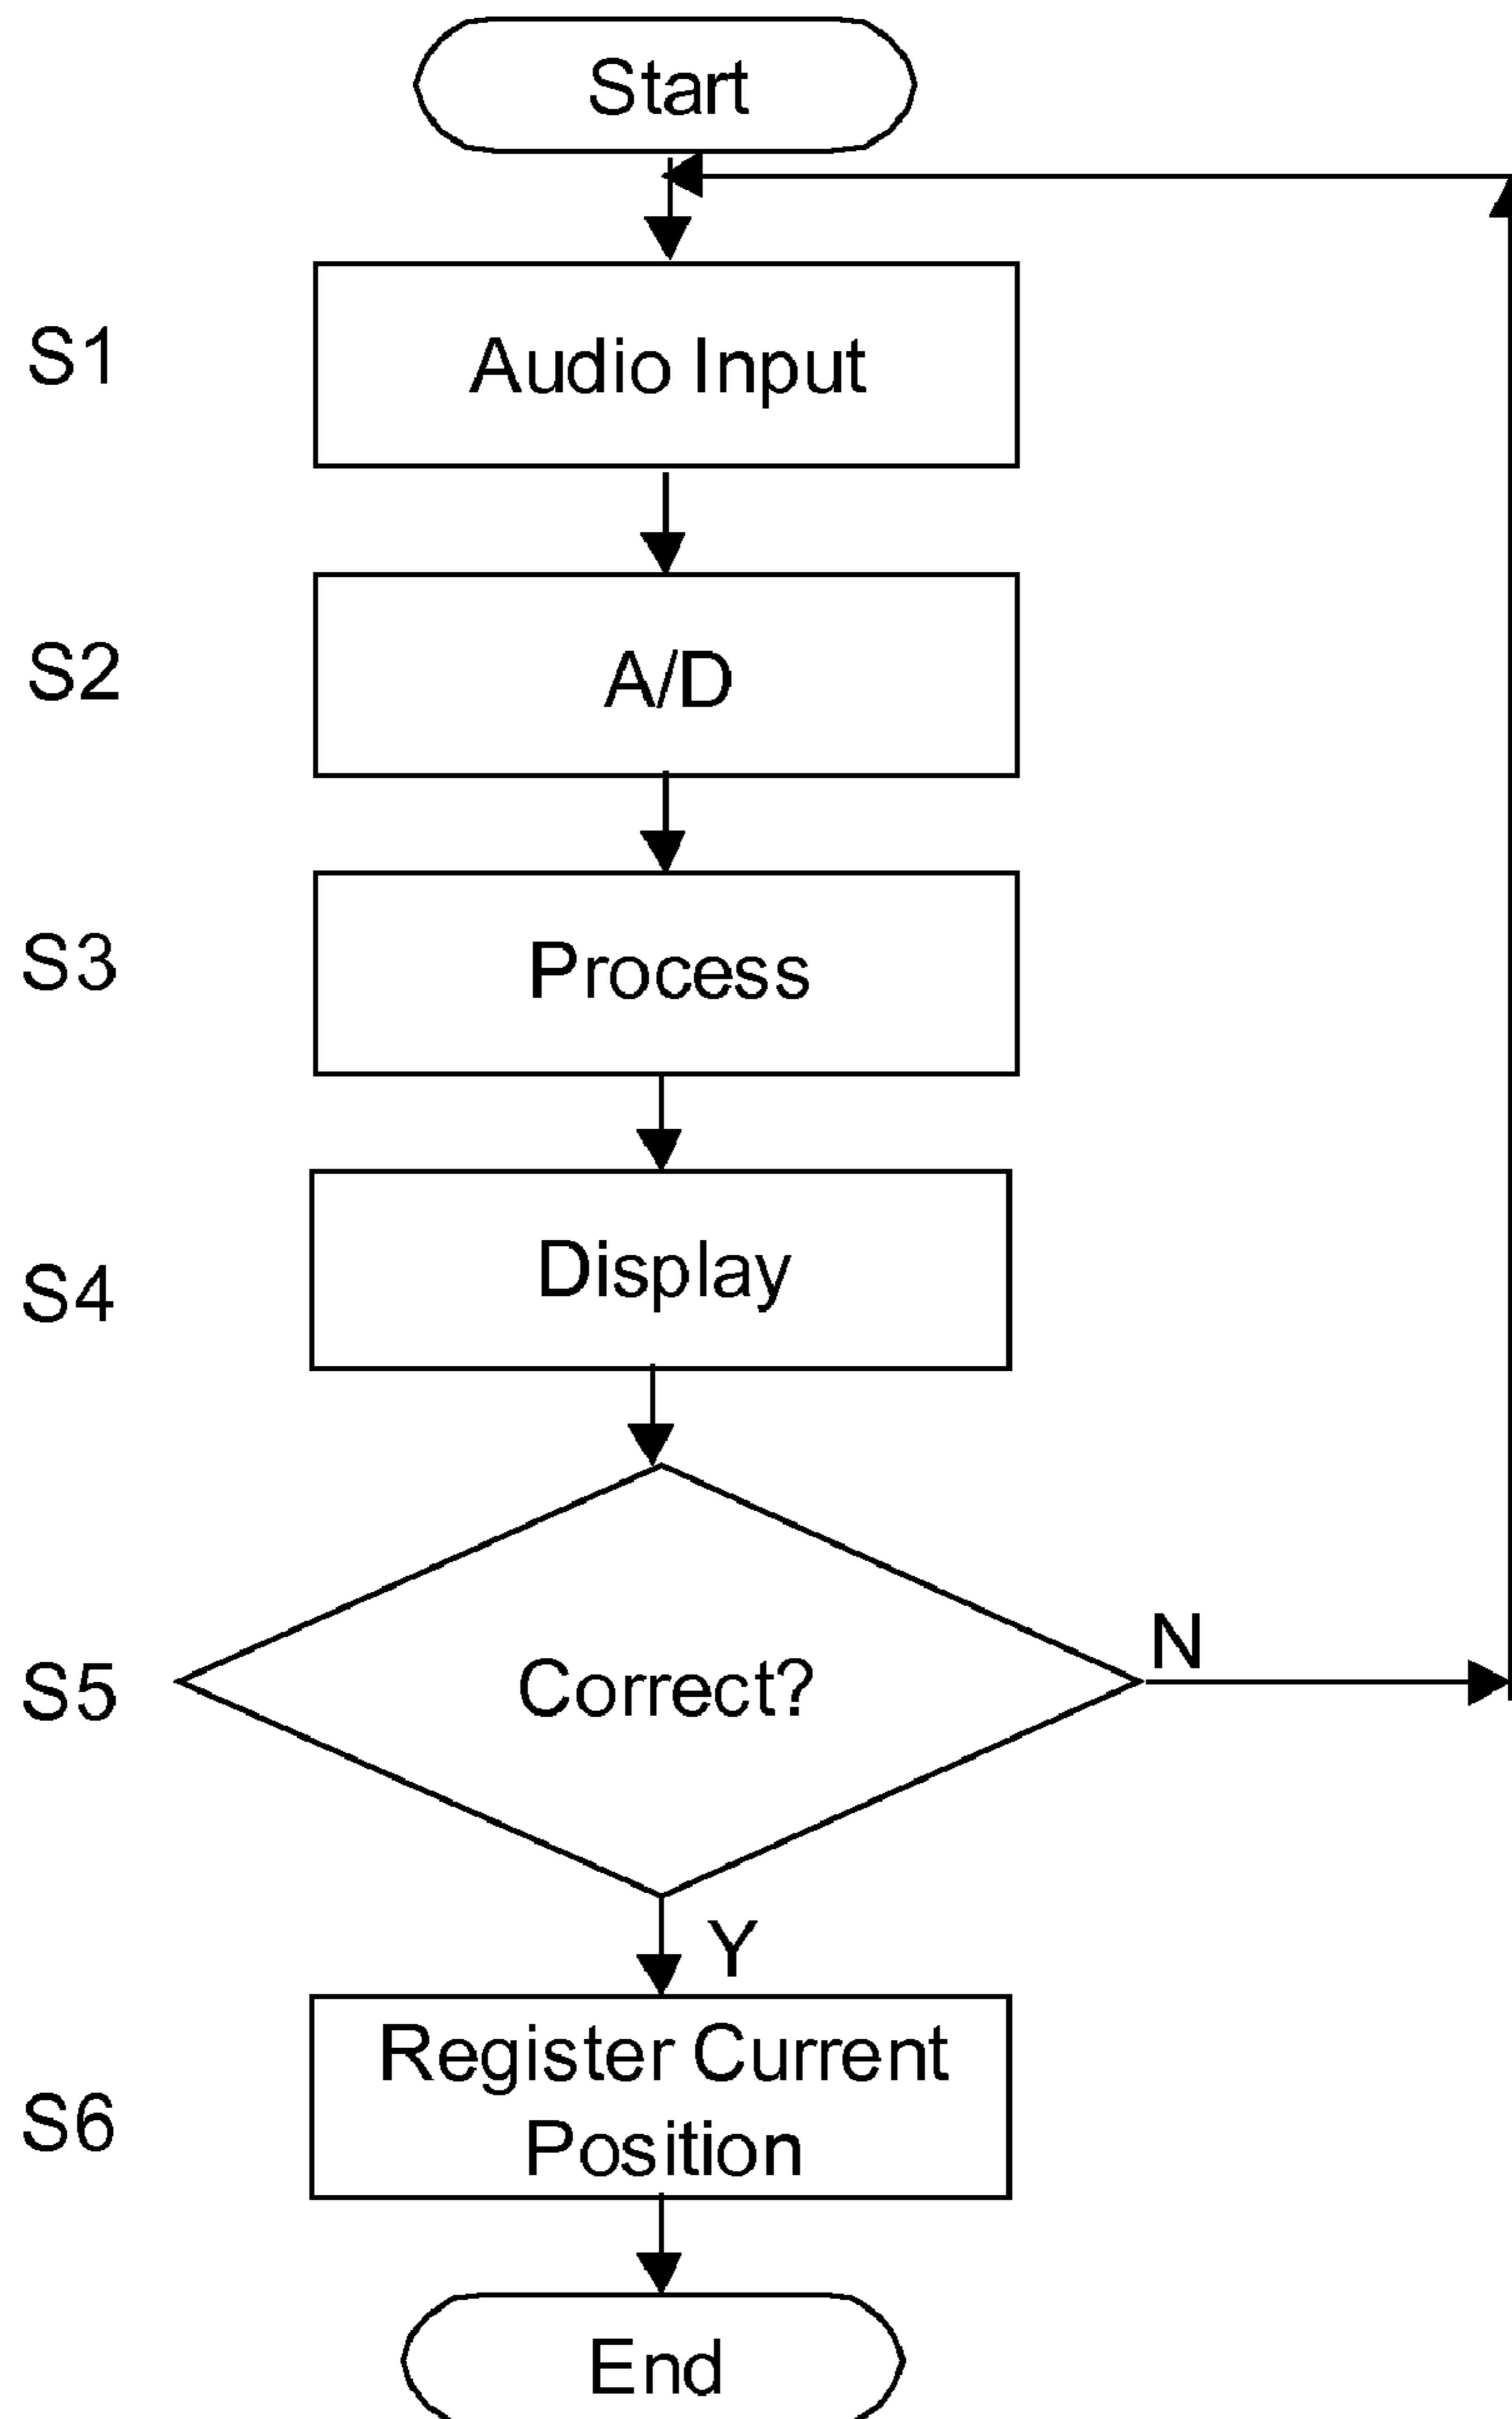 Start
S1
Audio Input
S2
A/D
S3
Process
S4
Display
S5
Correct?
N
Y
S6
Register Current
Position
End